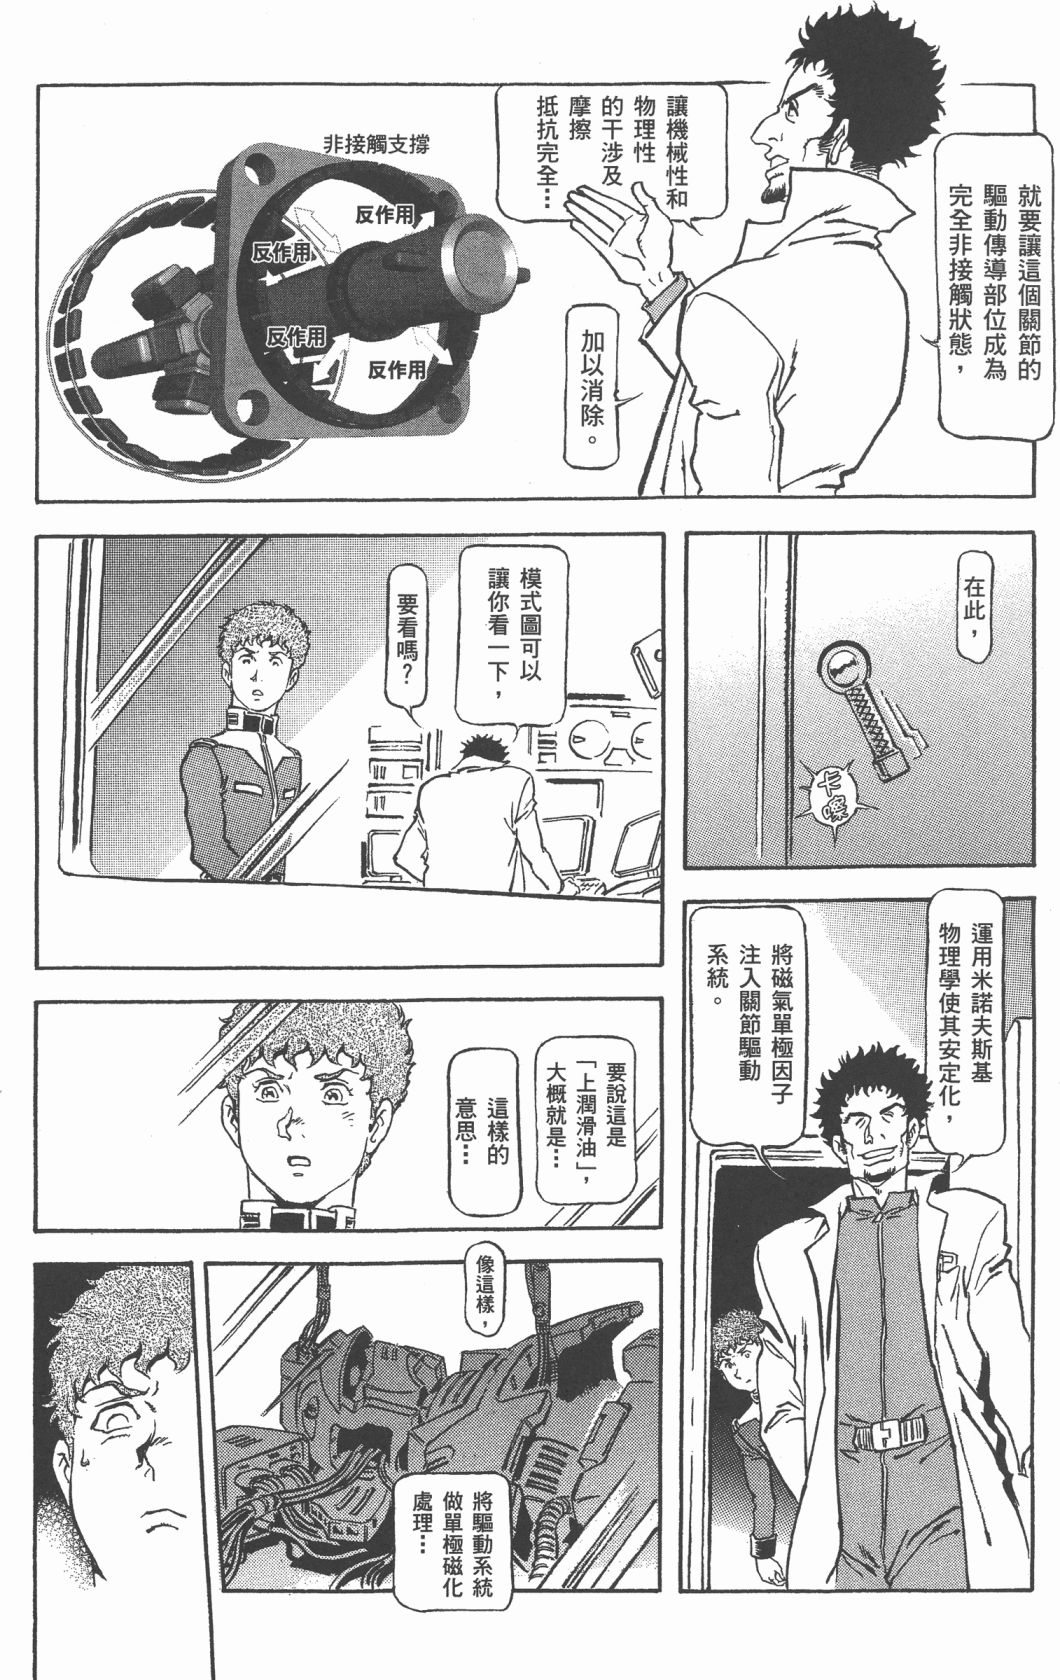 就要讓這個關節的
驅動傳導部位成為
完全非接觸狀態，
讓機械性和
物理性
的干涉及
摩擦
抵抗完全…
加以消除。
非接觸支撐
反作用
反作用
反作用
反作用
在此，
卡嚓
模式圖可以
讓你看一下，
要看嗎？
運用米諾夫斯基
物理學使其安定化，
將磁氣單極因子
注入關節驅動
系統。
要說這是
「上潤滑油」，
大概就是…
這樣的
意思…
像這樣，
將驅動系統
做單極磁化
處理…